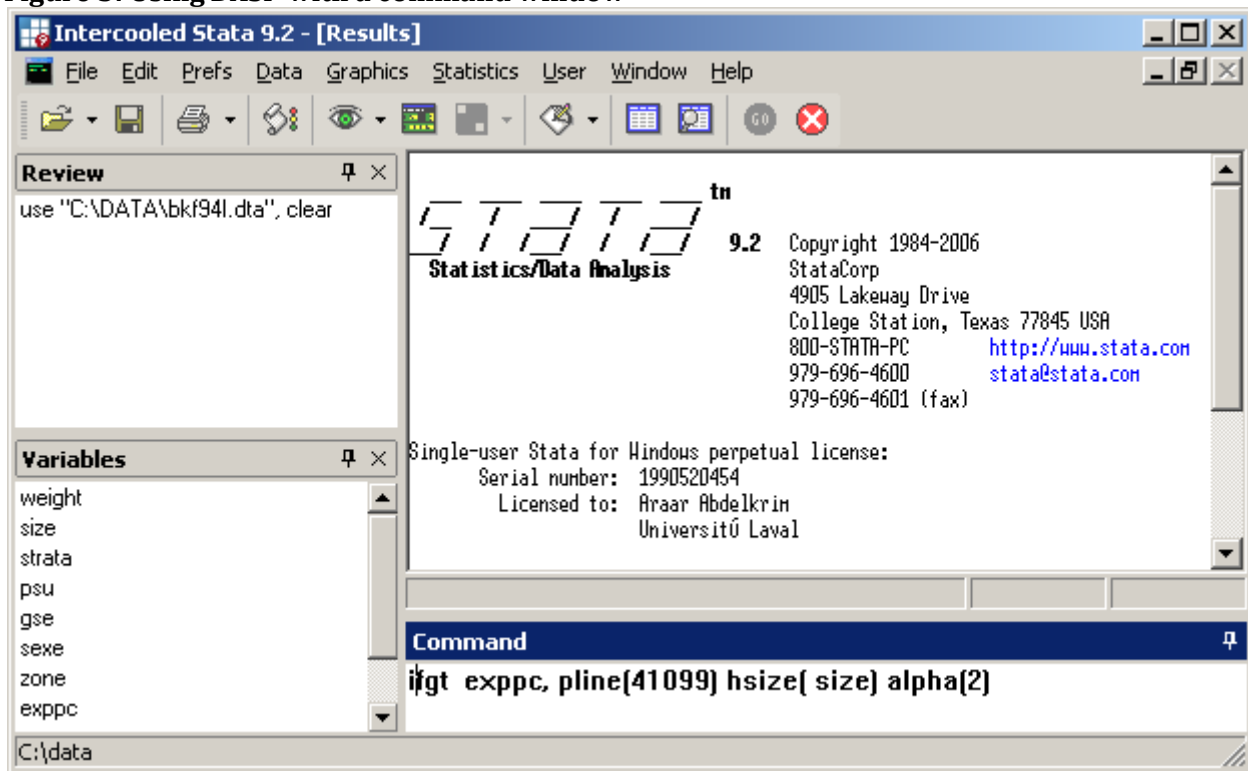 Intercooled Stata 9.2 - [Results]
File Edit Prefs Data Graphics Statistics User Window Help
GO
Review
use "C:\DATA\bkf94I.dta", clear
Variables
weight
size
strata
psu
gse
sexe
zone
exppc
STATA tm
9.2 Copyright 1984-2006
Statistics/Data Analysis StataCorp
4905 Lakeway Drive
College Station, Texas 77845 USA
800-STATA-PC http://www.stata.com
979-696-4600 stata@stata.com
979-696-4601 (fax)
Single-user Stata for Windows perpetual license:
Serial number: 1990520454
Licensed to: Araar Abdelkrim
UniversitÚ Laval
Command
ifgt exppc, pline(41099) hsize( size) alpha(2)
C:\data